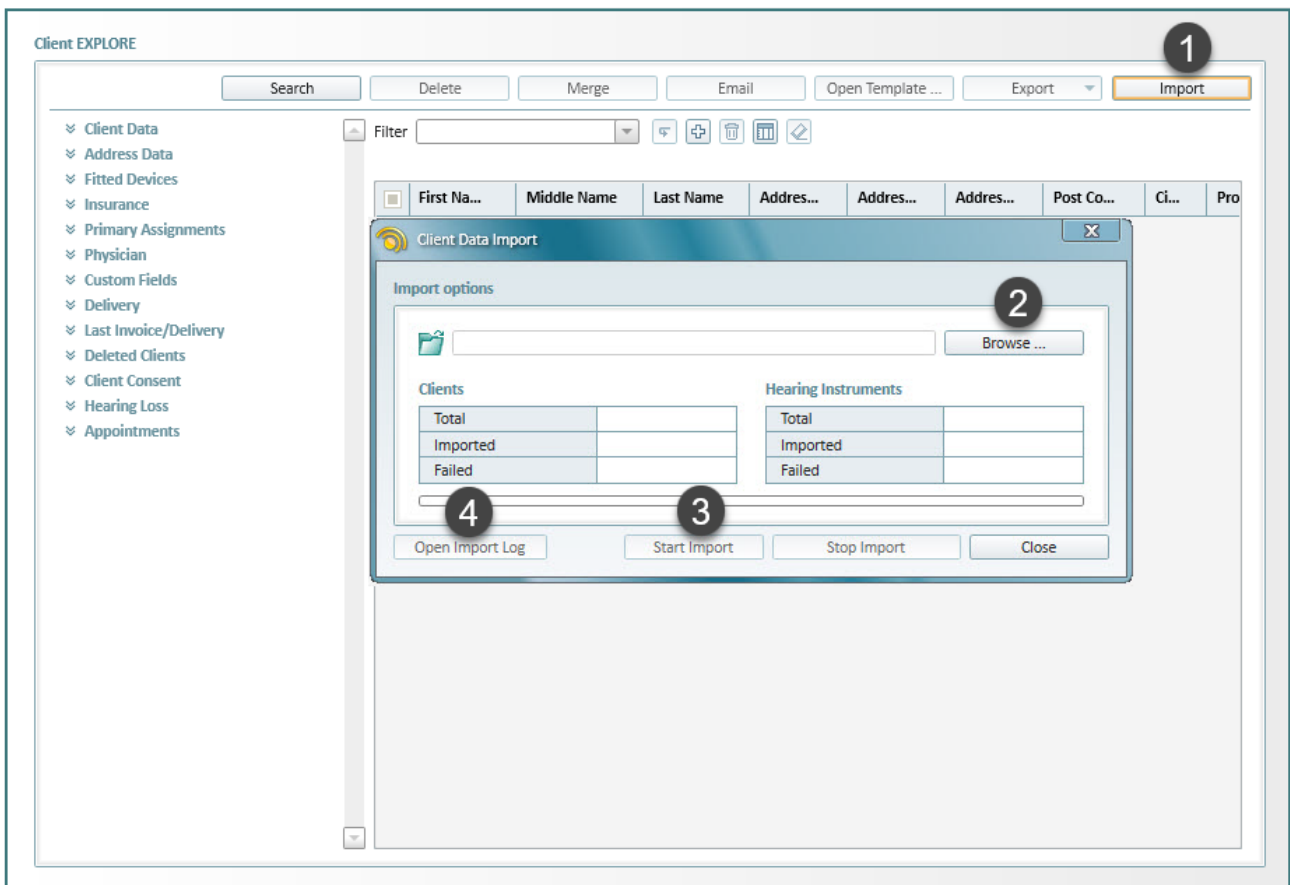 Client EXPLORE
1
Search Delete Merge Email Open Template ... Export Import
Client Data
Address Data
Fitted Devices
Insurance
Primary Assignments
Physician
Custom Fields
Delivery
Last Invoice/Delivery
Deleted Clients
Client Consent
Hearing Loss
Appointments
Filter
First Na... Middle Name Last Name Addres... Addres... Addres... Post Co... Ci... Pro
Client Data Import X
Import options
2
Browse ...
Clients Hearing Instruments
Total Total
Imported Imported
Failed Failed
4 3
Open Import Log Start Import Stop Import Close